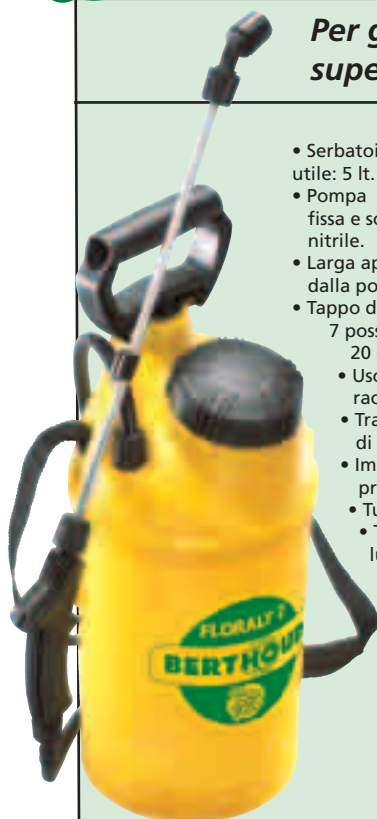 Per g
supe
• Serbatoi
utile: 5 lt.
• Pompa
fissa e so
nitrile.
• Larga ap
dalla po
• Tappo d
7 poss
20
• Uso
rac
• Tra
di
• Im
pr
• Tu
• T
lu
FLORALY 7
BERTHOU